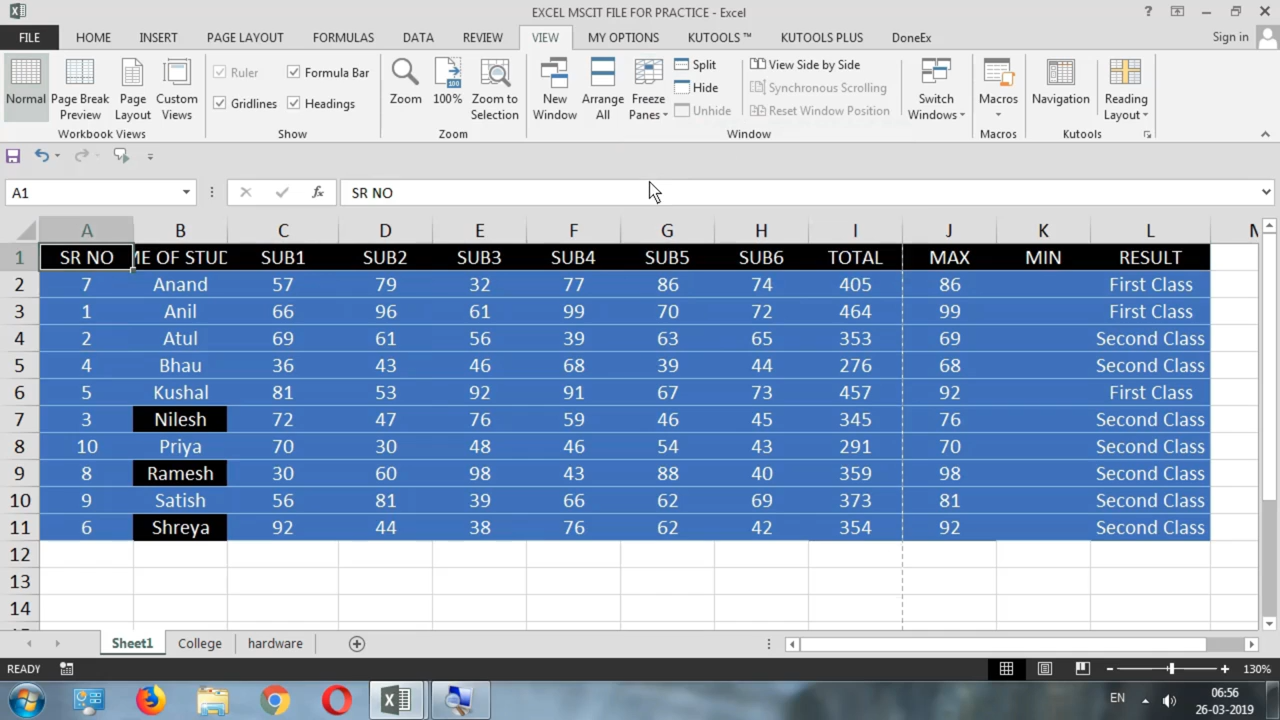 EXCEL MSCIT FILE FOR PRACTICE - Excel
?
FILE HOME INSERT PAGE LAYOUT FORMULAS DATA REVIEW VIEW MY OPTIONS KUTOOLS ™ KUTOOLS PLUS DoneEx Sign in
Normal
Page Break Preview
Page Layout
Custom Views
Workbook Views
Ruler
Formula Bar
Gridlines
Headings
Show
Zoom
100
100%
Zoom to Selection
Zoom
New Window
Arrange All
Freeze Panes
Split
Hide
Unhide
View Side by Side
Synchronous Scrolling
Reset Window Position
Switch Windows
Window
Macros
Macros
Navigation
Reading Layout
Kutools
A1 fx SR NO
A B C D E F G H I J K L
1 SR NO ME OF STUD SUB1 SUB2 SUB3 SUB4 SUB5 SUB6 TOTAL MAX MIN RESULT
2 7 Anand 57 79 32 77 86 74 405 86 First Class
3 1 Anil 66 96 61 99 70 72 464 99 First Class
4 2 Atul 69 61 56 39 63 65 353 69 Second Class
5 4 Bhau 36 43 46 68 39 44 276 68 Second Class
6 5 Kushal 81 53 92 91 67 73 457 92 First Class
7 3 Nilesh 72 47 76 59 46 45 345 76 Second Class
8 10 Priya 70 30 48 46 54 43 291 70 Second Class
9 8 Ramesh 30 60 98 43 88 40 359 98 Second Class
10 9 Satish 56 81 39 66 62 69 373 81 Second Class
11 6 Shreya 92 44 38 76 62 42 354 92 Second Class
12
13
14
Sheet1 College hardware
READY 130%
EN 06:56
26-03-2019